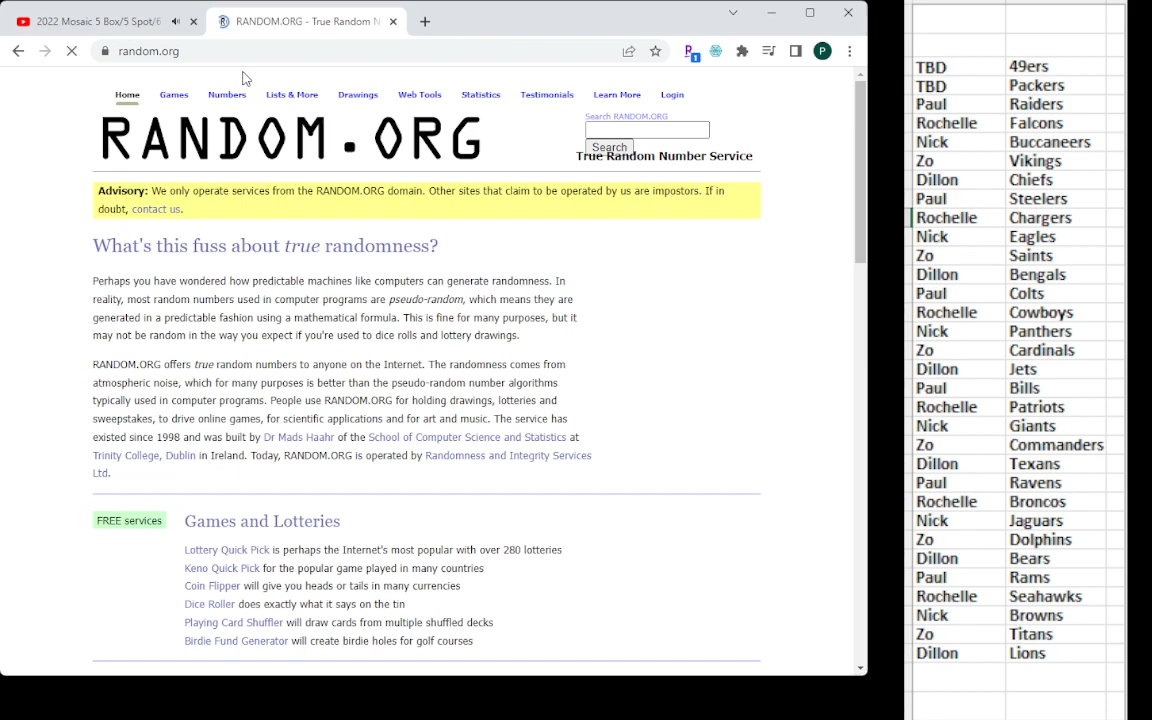 2022 Mosaic 5 Box/5 Spot/6
RANDOM.ORG - True Random N
random.org
1
P
Home Games Numbers Lists & More Drawings Web Tools Statistics Testimonials Learn More Login
RANDOM.ORG
Search RANDOM.ORG
Search
True Random Number Service
Advisory: We only operate services from the RANDOM.ORG domain. Other sites that claim to be operated by us are impostors. If in
doubt, contact us.
What's this fuss about true randomness?
Perhaps you have wondered how predictable machines like computers can generate randomness. In
reality, most random numbers used in computer programs are pseudo-random, which means they are
generated in a predictable fashion using a mathematical formula. This is fine for many purposes, but it
may not be random in the way you expect if you're used to dice rolls and lottery drawings.
RANDOM.ORG offers true random numbers to anyone on the Internet. The randomness comes from
atmospheric noise, which for many purposes is better than the pseudo-random number algorithms
typically used in computer programs. People use RANDOM.ORG for holding drawings, lotteries and
sweepstakes, to drive online games, for scientific applications and for art and music. The service has
existed since 1998 and was built by Dr Mads Haahr of the School of Computer Science and Statistics at
Trinity College, Dublin in Ireland. Today, RANDOM.ORG is operated by Randomness and Integrity Services
Ltd.
FREE services
Games and Lotteries
Lottery Quick Pick is perhaps the Internet's most popular with over 280 lotteries
Keno Quick Pick for the popular game played in many countries
Coin Flipper will give you heads or tails in many currencies
Dice Roller does exactly what it says on the tin
Playing Card Shuffler will draw cards from multiple shuffled decks
Birdie Fund Generator will create birdie holes for golf courses
TBD 49ers
TBD Packers
Paul Raiders
Rochelle Falcons
Nick Buccaneers
Zo Vikings
Dillon Chiefs
Paul Steelers
Rochelle Chargers
Nick Eagles
Zo Saints
Dillon Bengals
Paul Colts
Rochelle Cowboys
Nick Panthers
Zo Cardinals
Dillon Jets
Paul Bills
Rochelle Patriots
Nick Giants
Zo Commanders
Dillon Texans
Paul Ravens
Rochelle Broncos
Nick Jaguars
Zo Dolphins
Dillon Bears
Paul Rams
Rochelle Seahawks
Nick Browns
Zo Titans
Dillon Lions